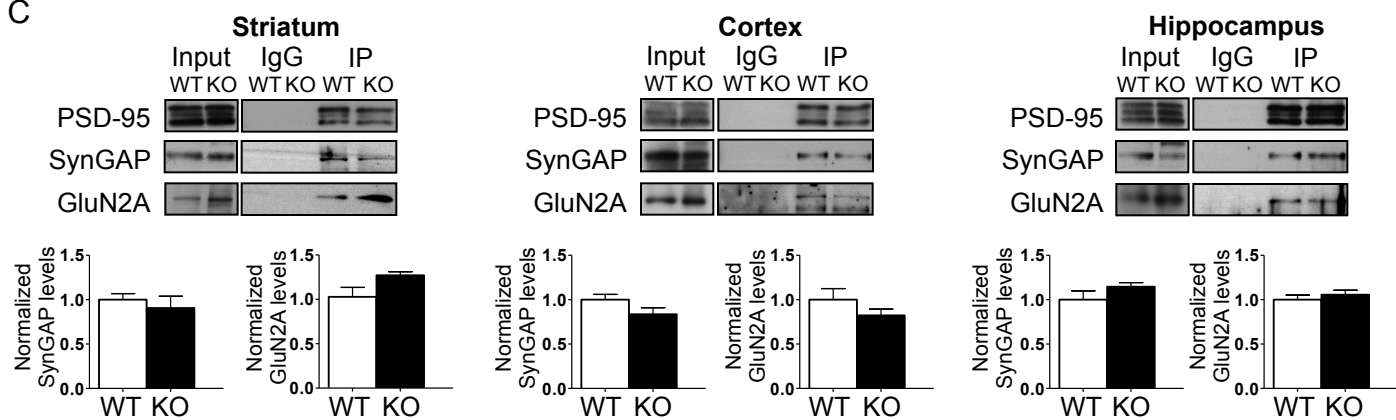 C
Striatum
Input IgG IP
WT KO WT KO WT KO
PSD-95
SynGAP
GluN2A
Normalized
SynGAP levels
1.5
1.0
0.5
0.0
WT KO
Normalized
GluN2A levels
1.5
1.0
0.5
0.0
WT KO
Cortex
Input IgG IP
WT KO WT KO WT KO
PSD-95
SynGAP
GluN2A
Normalized
SynGAP levels
1.5
1.0
0.5
0.0
WT KO
Normalized
GluN2A levels
1.5
1.0
0.5
0.0
WT KO
Hippocampus
Input IgG IP
WT KO WT KO WT KO
PSD-95
SynGAP
GluN2A
Normalized
SynGAP levels
1.5
1.0
0.5
0.0
WT KO
Normalized
GluN2A levels
1.5
1.0
0.5
0.0
WT KO